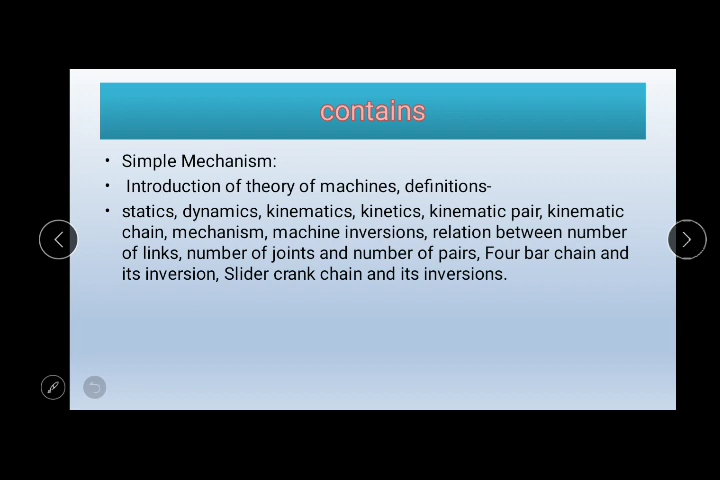 contains
• Simple Mechanism:
• Introduction of theory of machines, definitions-
• statics, dynamics, kinematics, kinetics, kinematic pair, kinematic
chain, mechanism, machine inversions, relation between number
of links, number of joints and number of pairs, Four bar chain and
its inversion, Slider crank chain and its inversions.